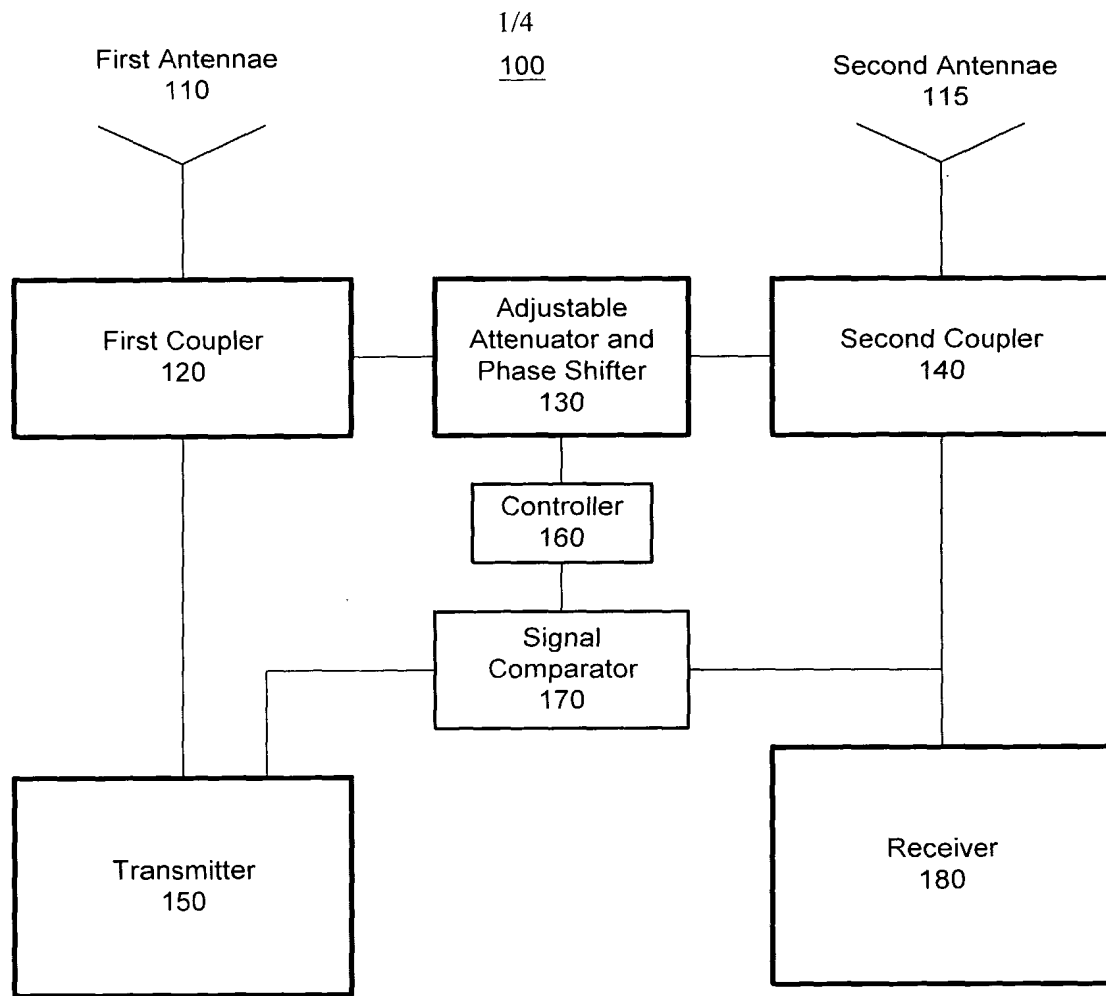 1/4
100
First Antennae
110
Second Antennae
115
First Coupler
120
Adjustable
Attenuator and
Phase Shifter
130
Second Coupler
140
Controller
160
Signal
Comparator
170
Transmitter
150
Receiver
180